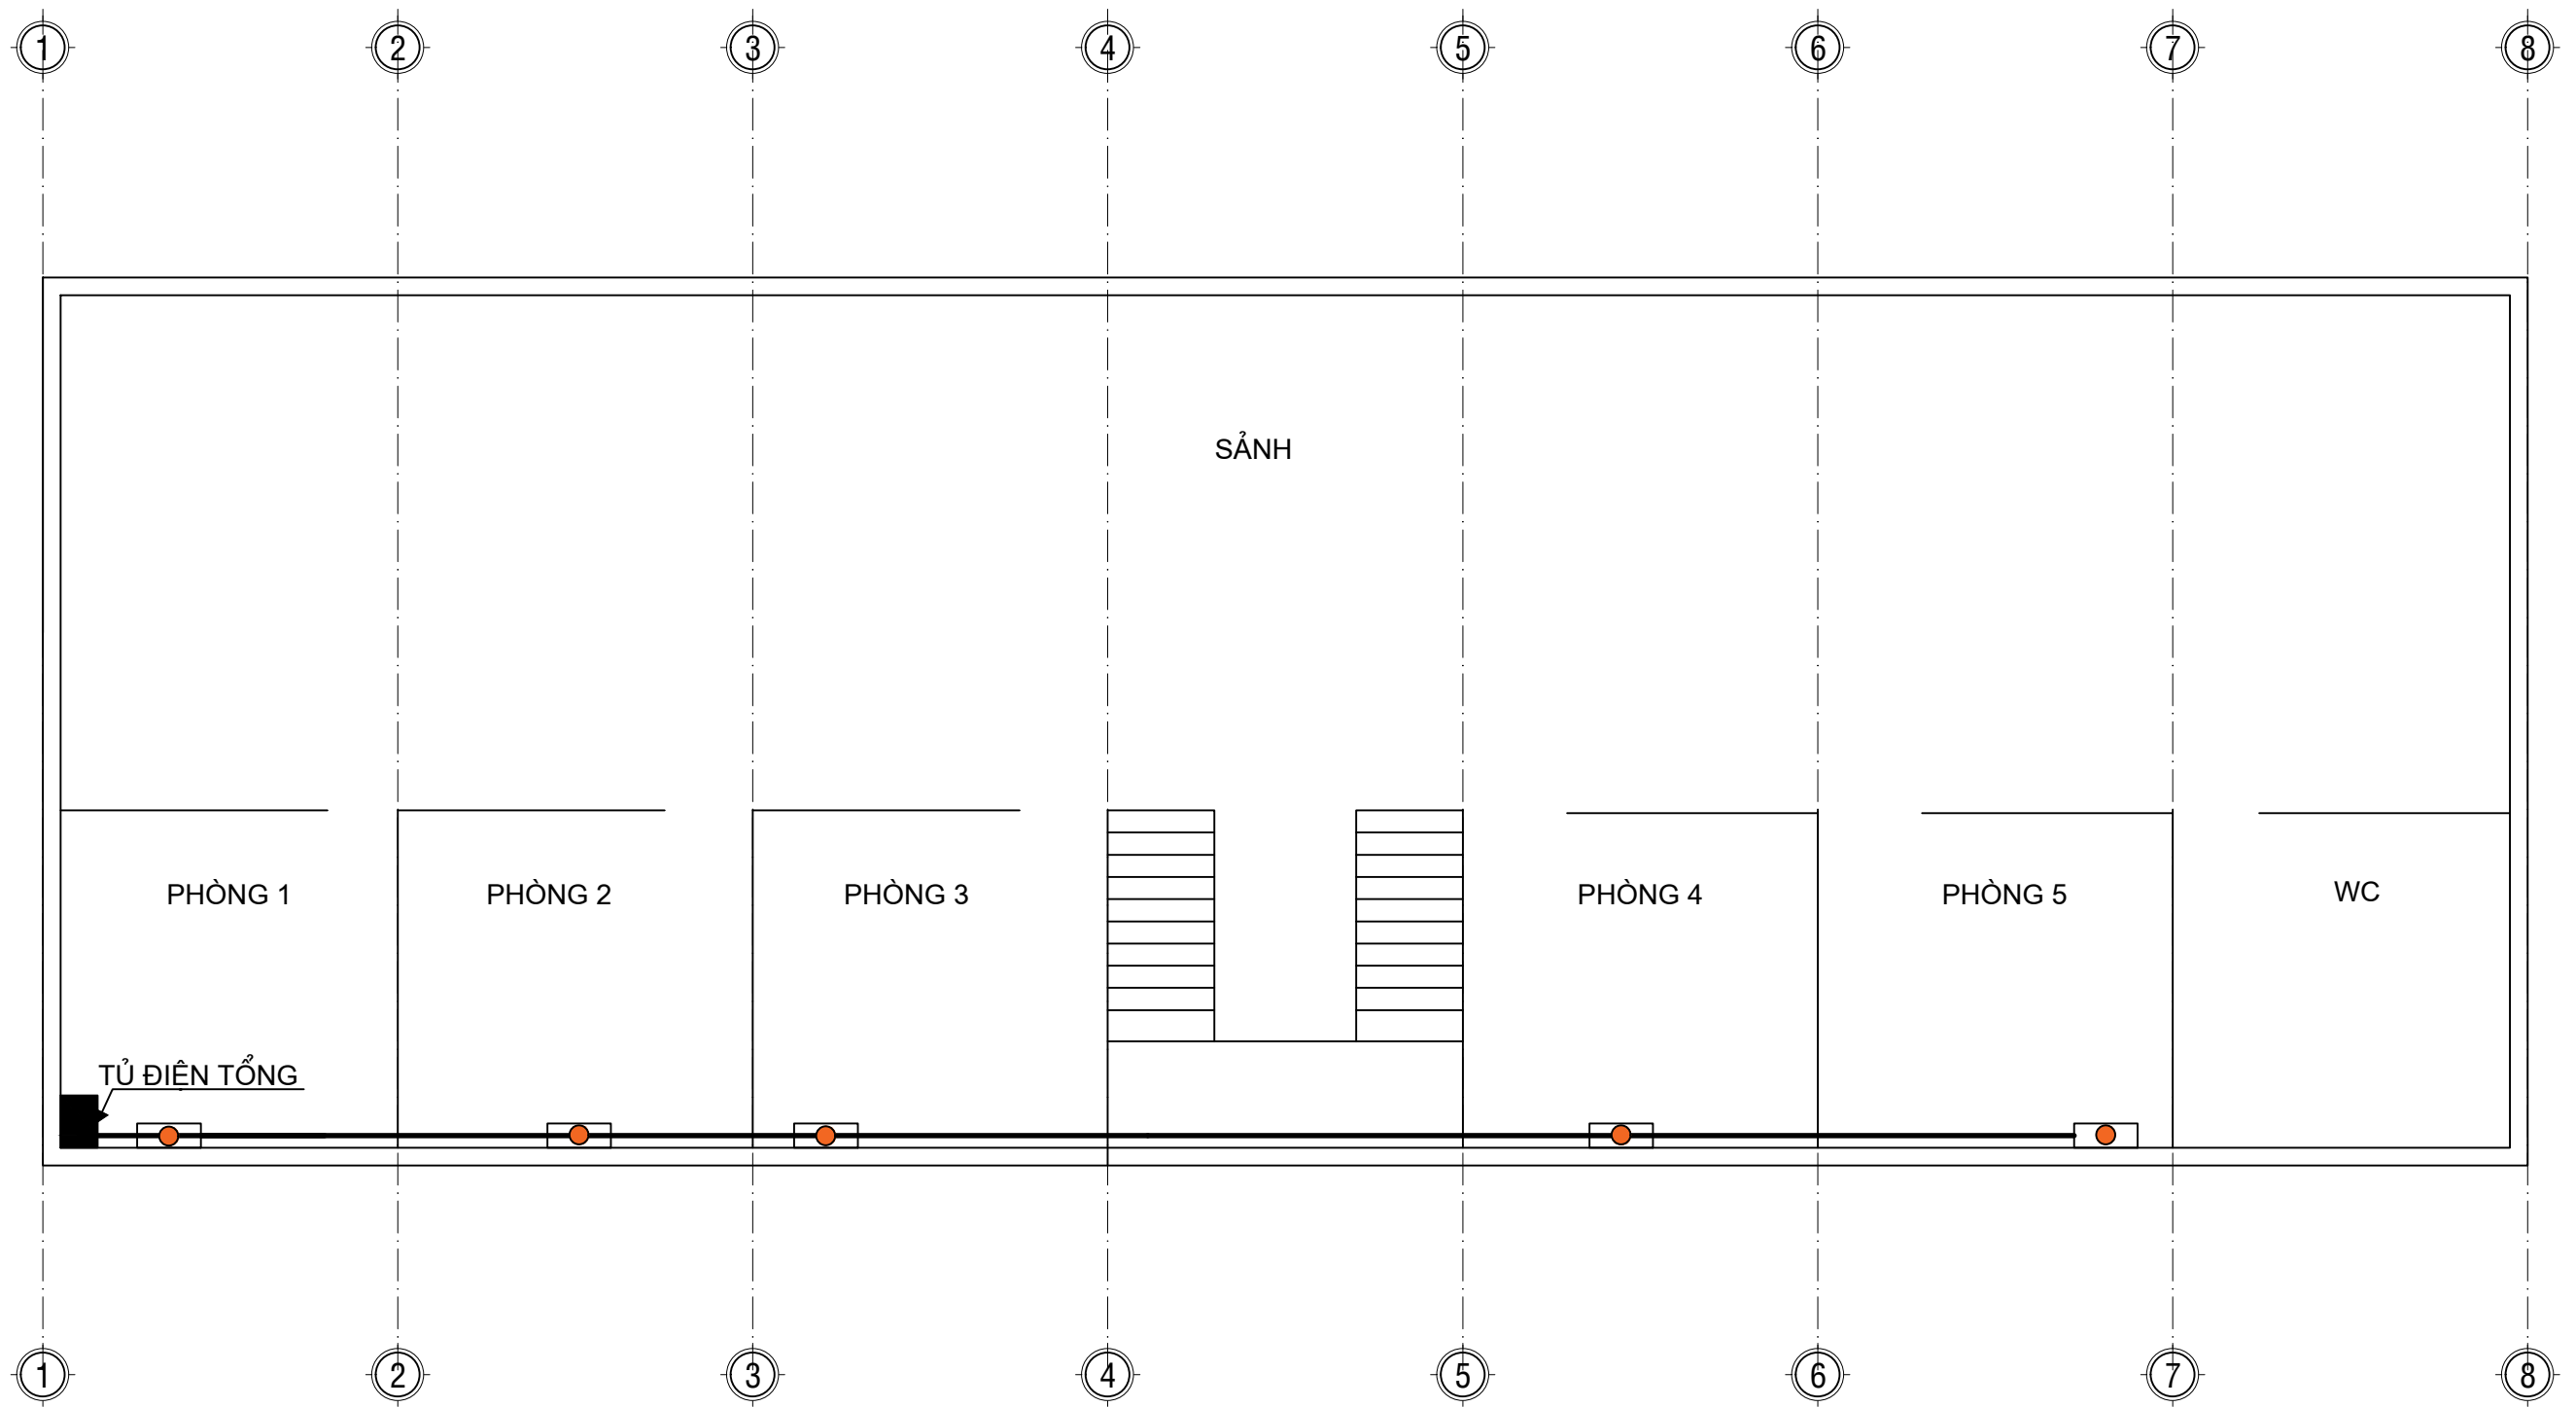 1 2 3 4 5 6 7 8
SẢNH
PHÒNG 1 PHÒNG 2 PHÒNG 3 PHÒNG 4 PHÒNG 5 WC
TỦ ĐIỆN TỔNG
1 2 3 4 5 6 7 8